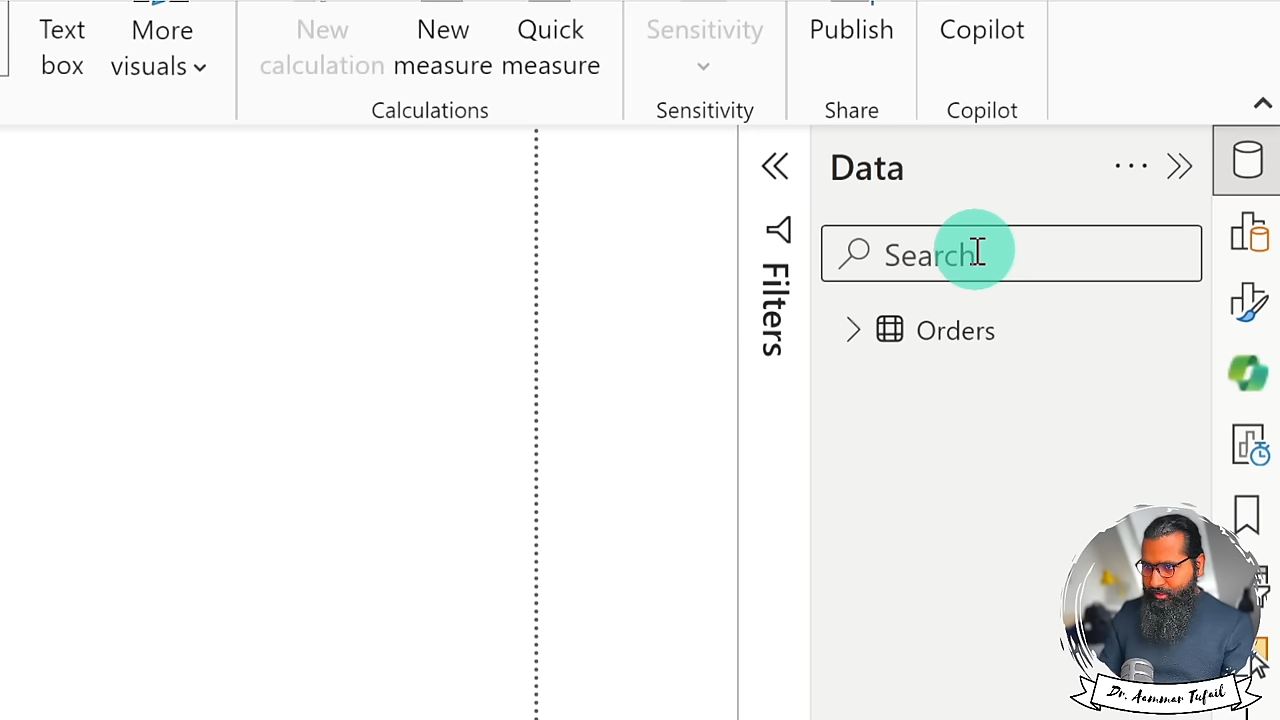 Text
box
More
visuals
New
calculation
New
measure
Quick
measure
Sensitivity
Publish
Copilot
Calculations
Sensitivity
Share
Copilot
Data
Search
Filters
Orders
Dr. Aammar Tufail